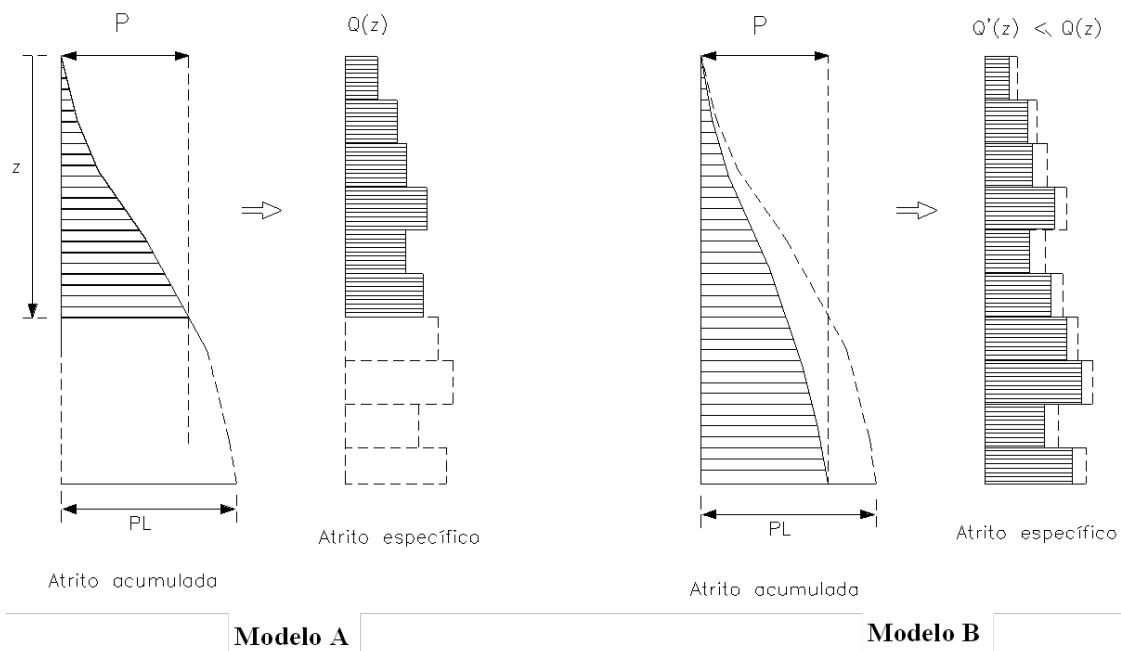 P
Q(z)
z
PL
Atrito específico
Atrito acumulada
Modelo A
P
Q'(z) << Q(z)
PL
Atrito específico
Atrito acumulada
Modelo B